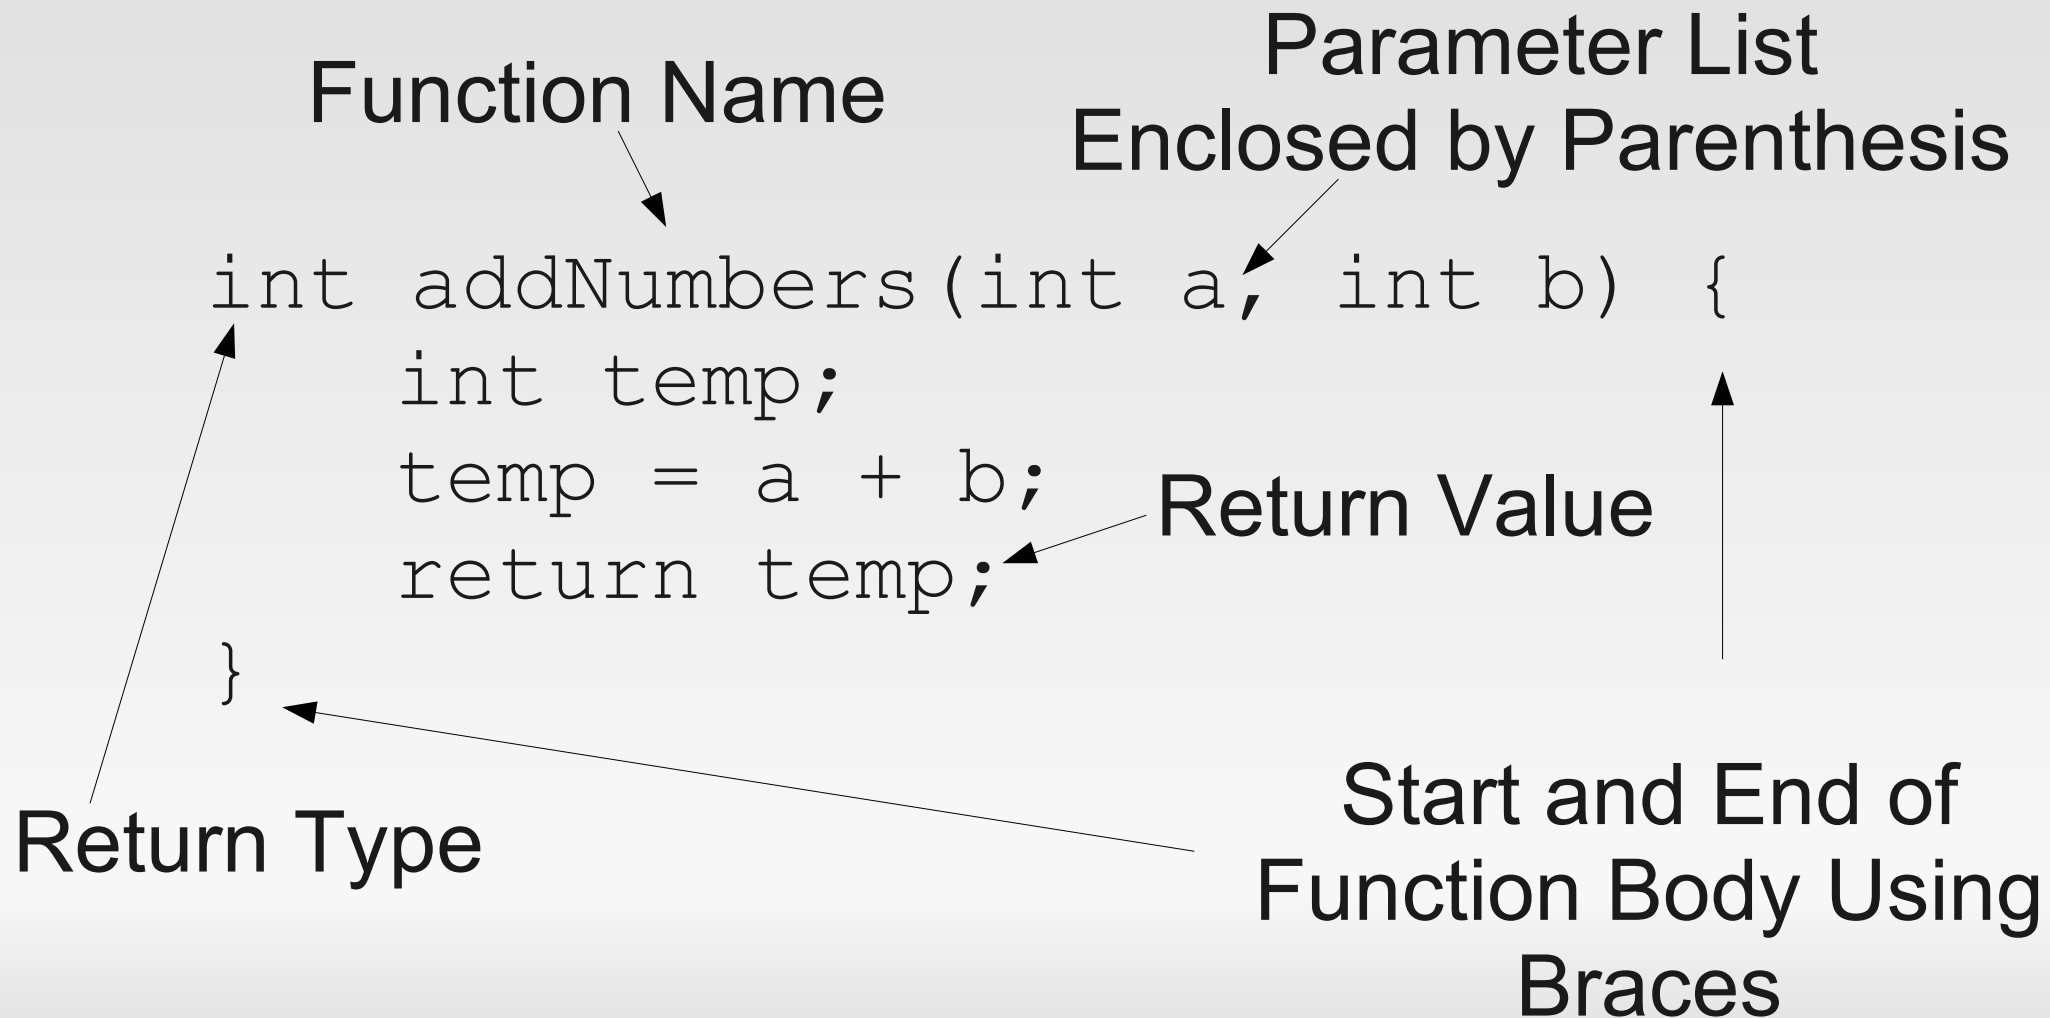 Parameter List
Enclosed by Parenthesis
Function Name
int addNumbers(int a, int b) {
int temp;
temp = a + b;
return temp;
}
Return Value
Return Type
Start and End of
Function Body Using
Braces